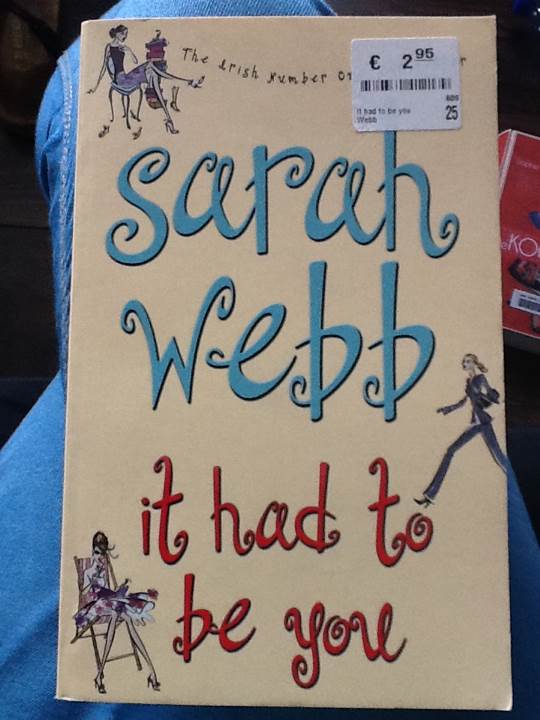 The Irish Number
€ 2.95
It had to be you
Webb
25
sarah
webb
it had to
be you